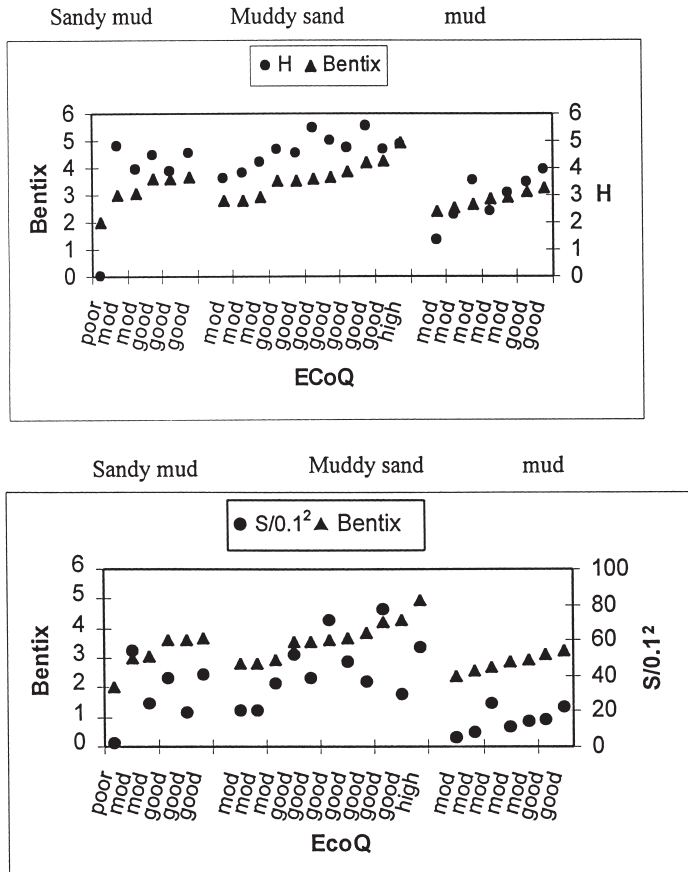 Sandy mud Muddy sand mud
H Bentix
6 6
5 5
4 4
3 3
2 2
1 1
0 0
Bentix
H
poor mod mod good good good mod mod mod good good good good good good good high mod mod mod mod mod good good
ECoQ
Sandy mud Muddy sand mud
S/0.1² Bentix
6 100
5 80
4 60
3 40
2 20
1 0
0
Bentix
S/0.1²
poor mod mod good good good mod mod mod good good good good good good good high mod mod mod mod mod good good
EcoQ